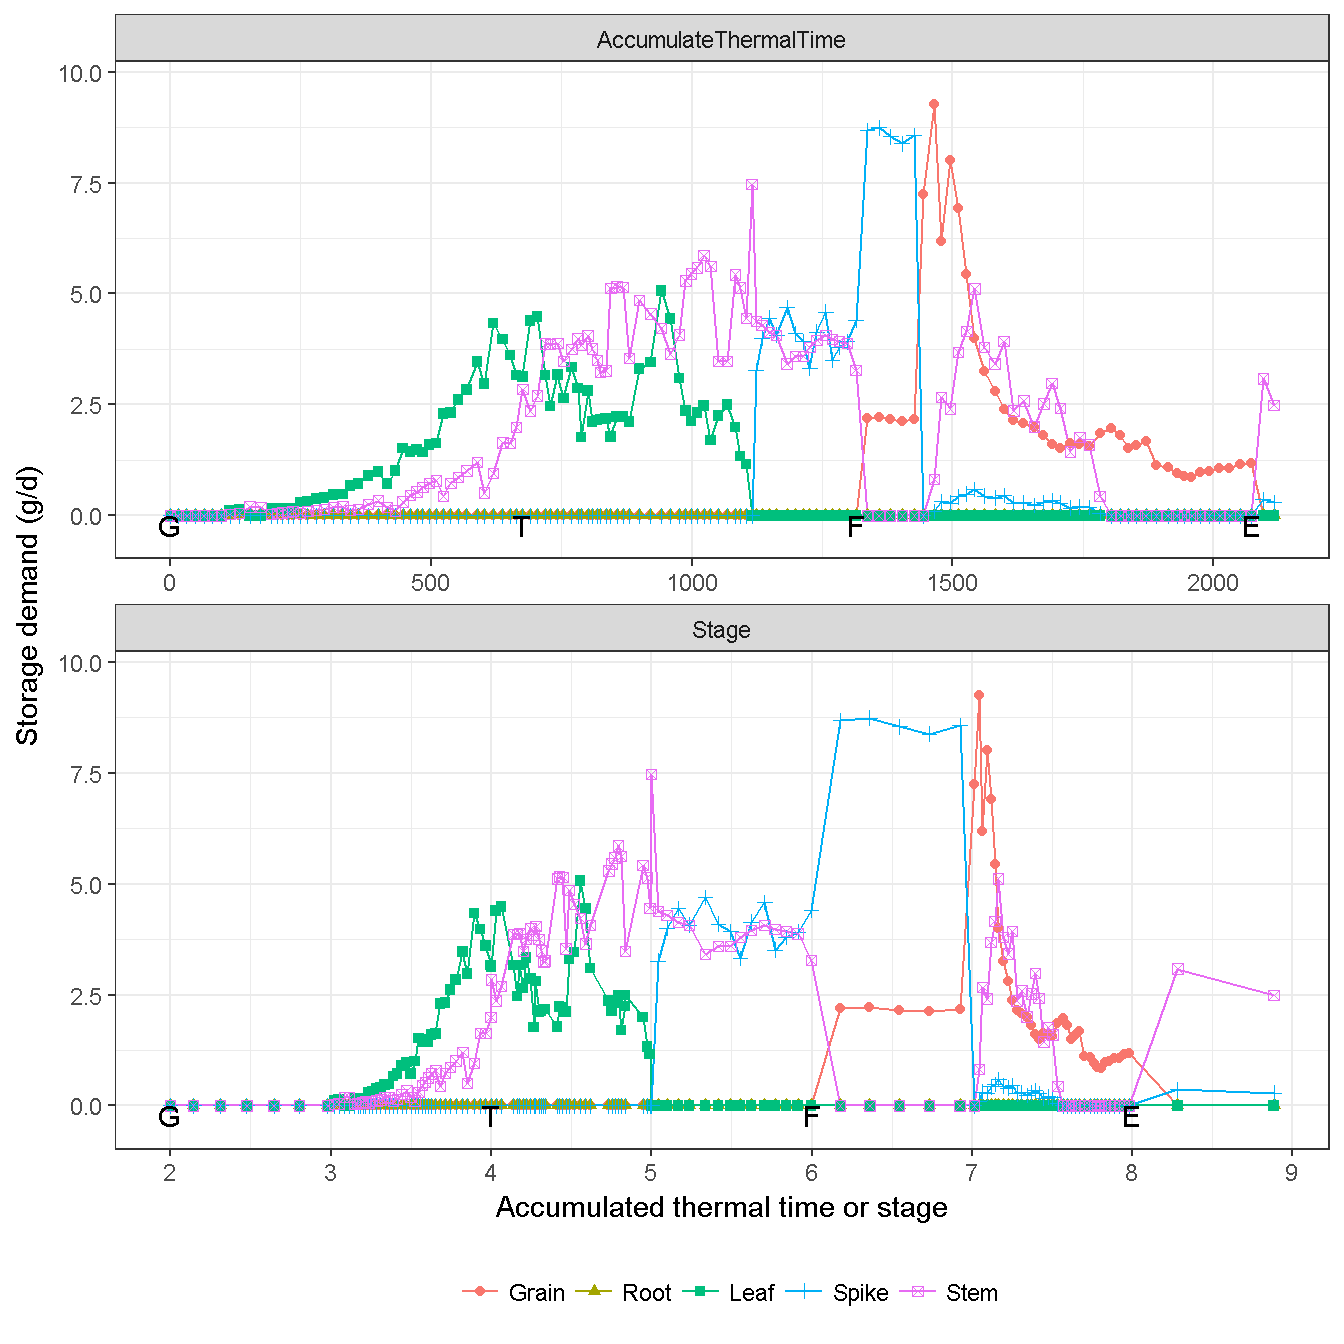 AccumulateThermalTime
10.0
7.5
5.0
2.5
0.0
G T F E
0 500 1000 1500 2000
Storage demand (g/d)
Stage
10.0
7.5
5.0
2.5
0.0
G T F E
2 3 4 5 6 7 8 9
Accumulated thermal time or stage
Grain Root Leaf Spike Stem